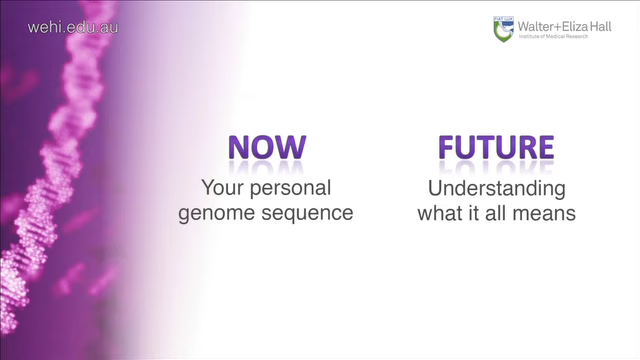 wehi.edu.au
Walter+Eliza Hall
Institute of Medical Research
NOW
Your personal
genome sequence
FUTURE
Understanding
what it all means